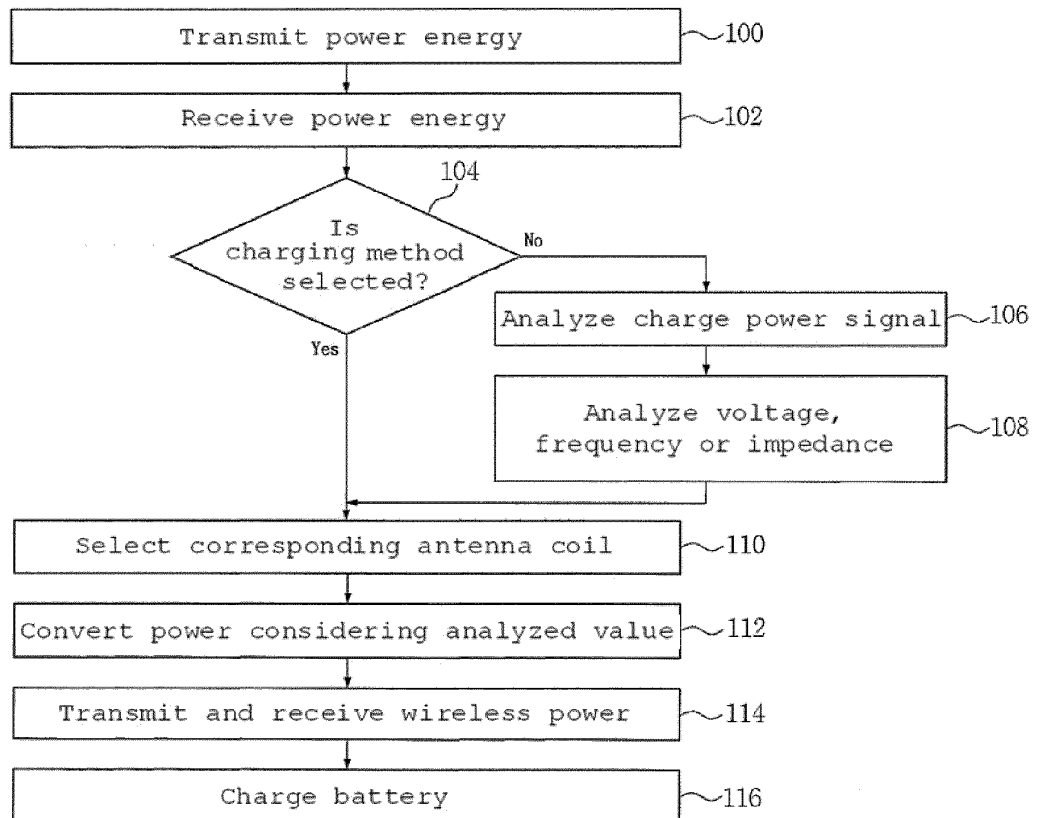 Transmit power energy
100
Receive power energy
102
104
Is
charging method
selected?
No
Yes
Analyze charge power signal
106
Analyze voltage,
frequency or impedance
108
Select corresponding antenna coil
110
Convert power considering analyzed value
112
Transmit and receive wireless power
114
Charge battery
116